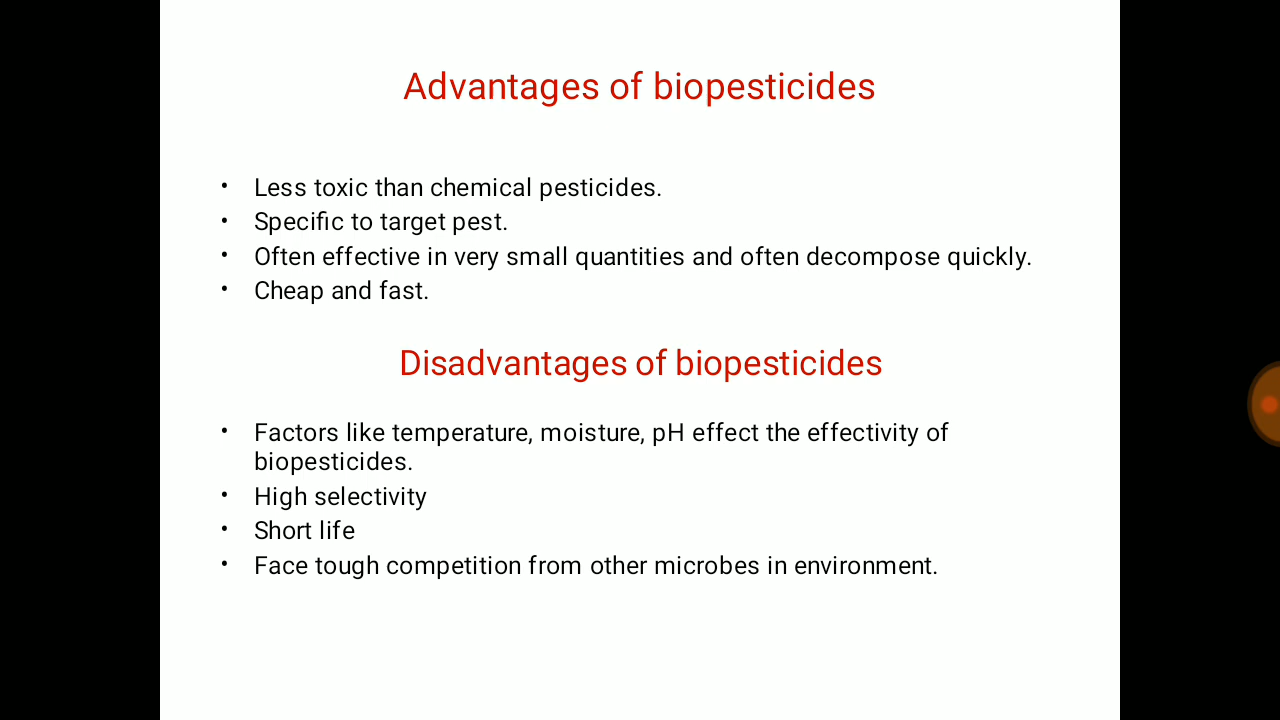 Advantages of biopesticides
• Less toxic than chemical pesticides.
• Specific to target pest.
• Often effective in very small quantities and often decompose quickly.
• Cheap and fast.
Disadvantages of biopesticides
• Factors like temperature, moisture, pH effect the effectivity of
biopesticides.
• High selectivity
• Short life
• Face tough competition from other microbes in environment.